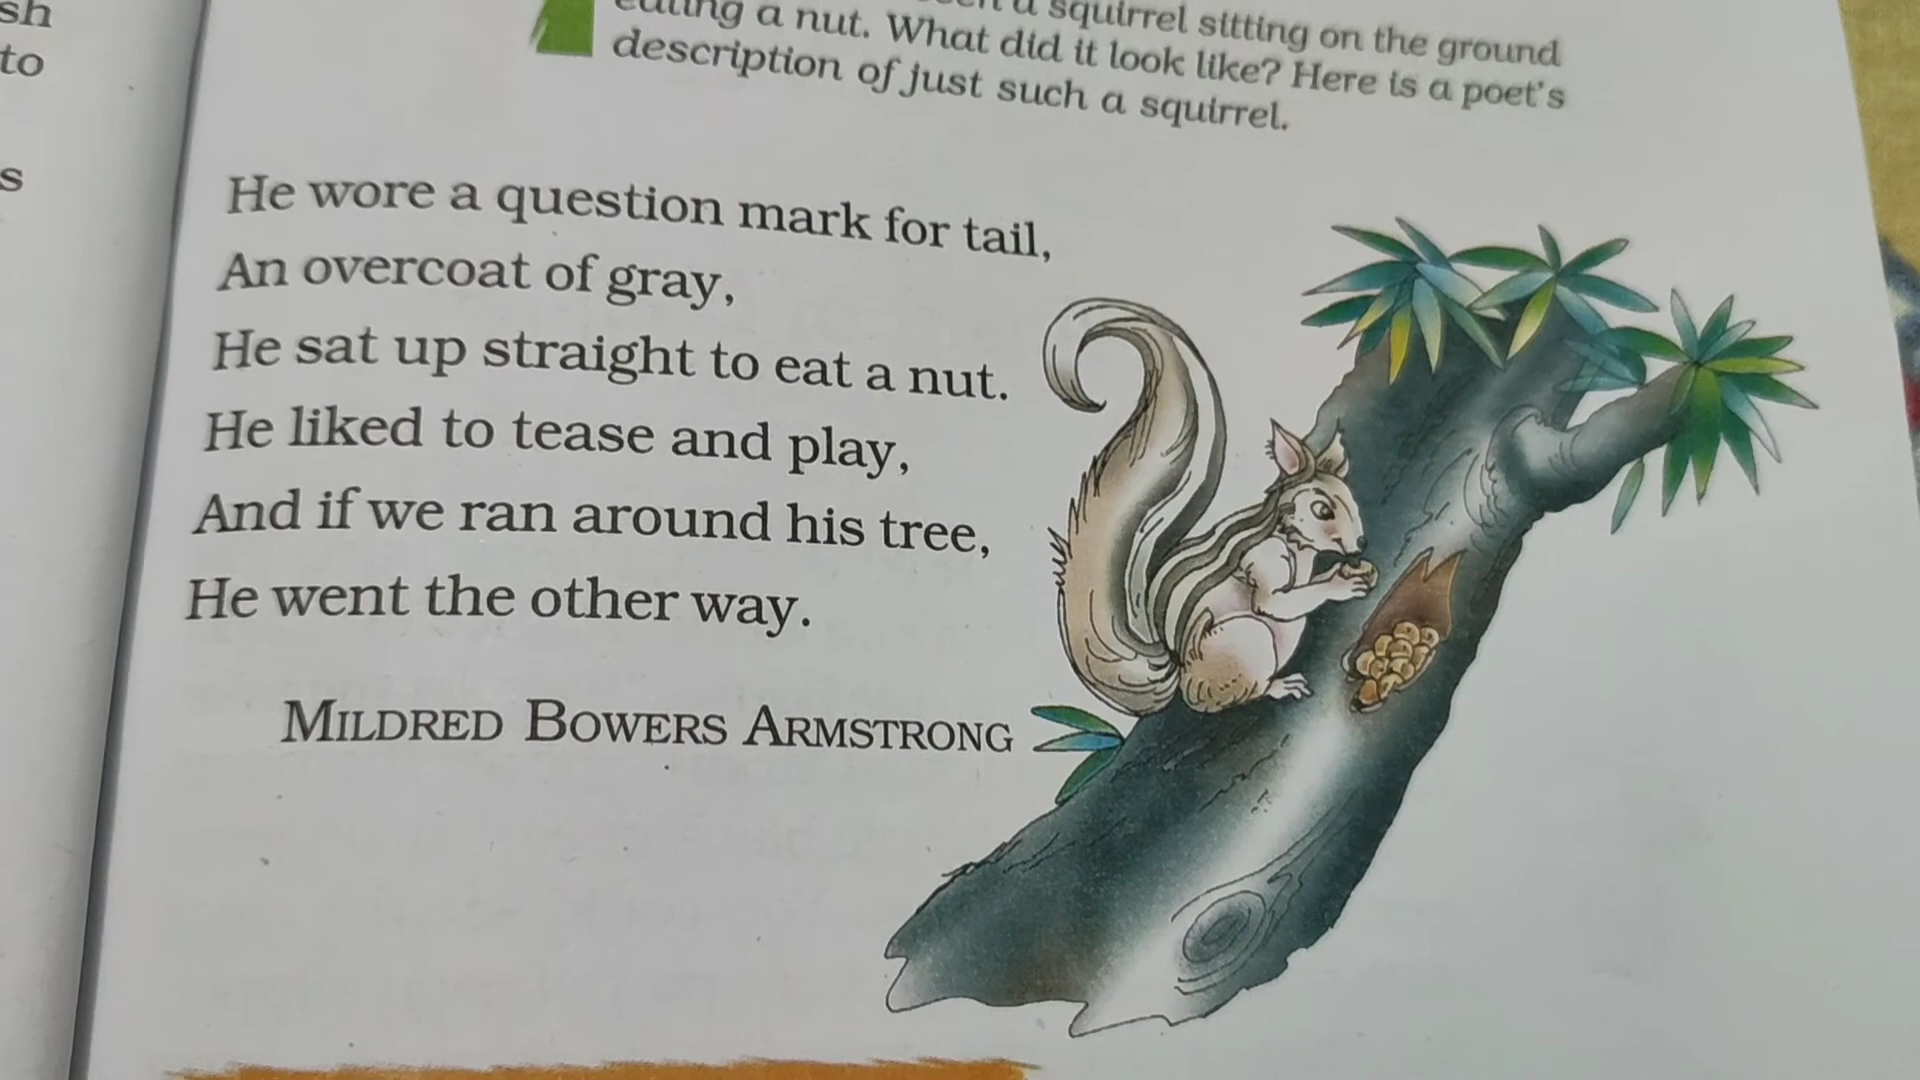 sh
to
s
a squirrel sitting on the ground
eating a nut. What did it look like? Here is a poet's
description of just such a squirrel.
He wore a question mark for tail,
An overcoat of gray,
He sat up straight to eat a nut.
He liked to tease and play,
And if we ran around his tree,
He went the other way.
MILDRED BOWERS ARMSTRONG